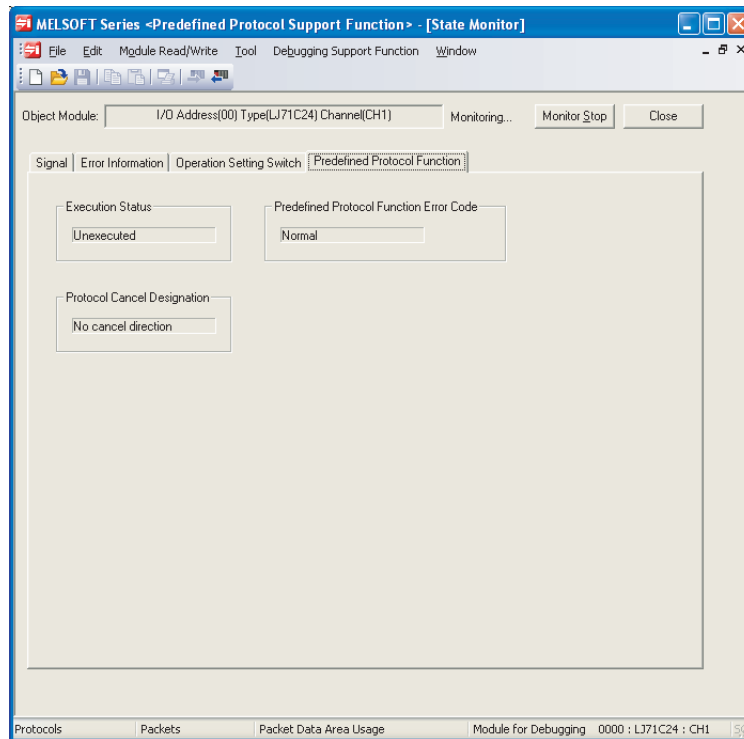 MELSOFT Series <Predefined Protocol Support Function> - [State Monitor]
File Edit Module Read/Write Tool Debugging Support Function Window
Object Module: I/O Address(00) Type(LJ71C24) Channel(CH1) Monitoring... Monitor Stop Close
Signal Error Information Operation Setting Switch Predefined Protocol Function
Execution Status Predefined Protocol Function Error Code
Unexecuted Normal
Protocol Cancel Designation
No cancel direction
Protocols Packets Packet Data Area Usage Module for Debugging 0000 : LJ71C24 : CH1